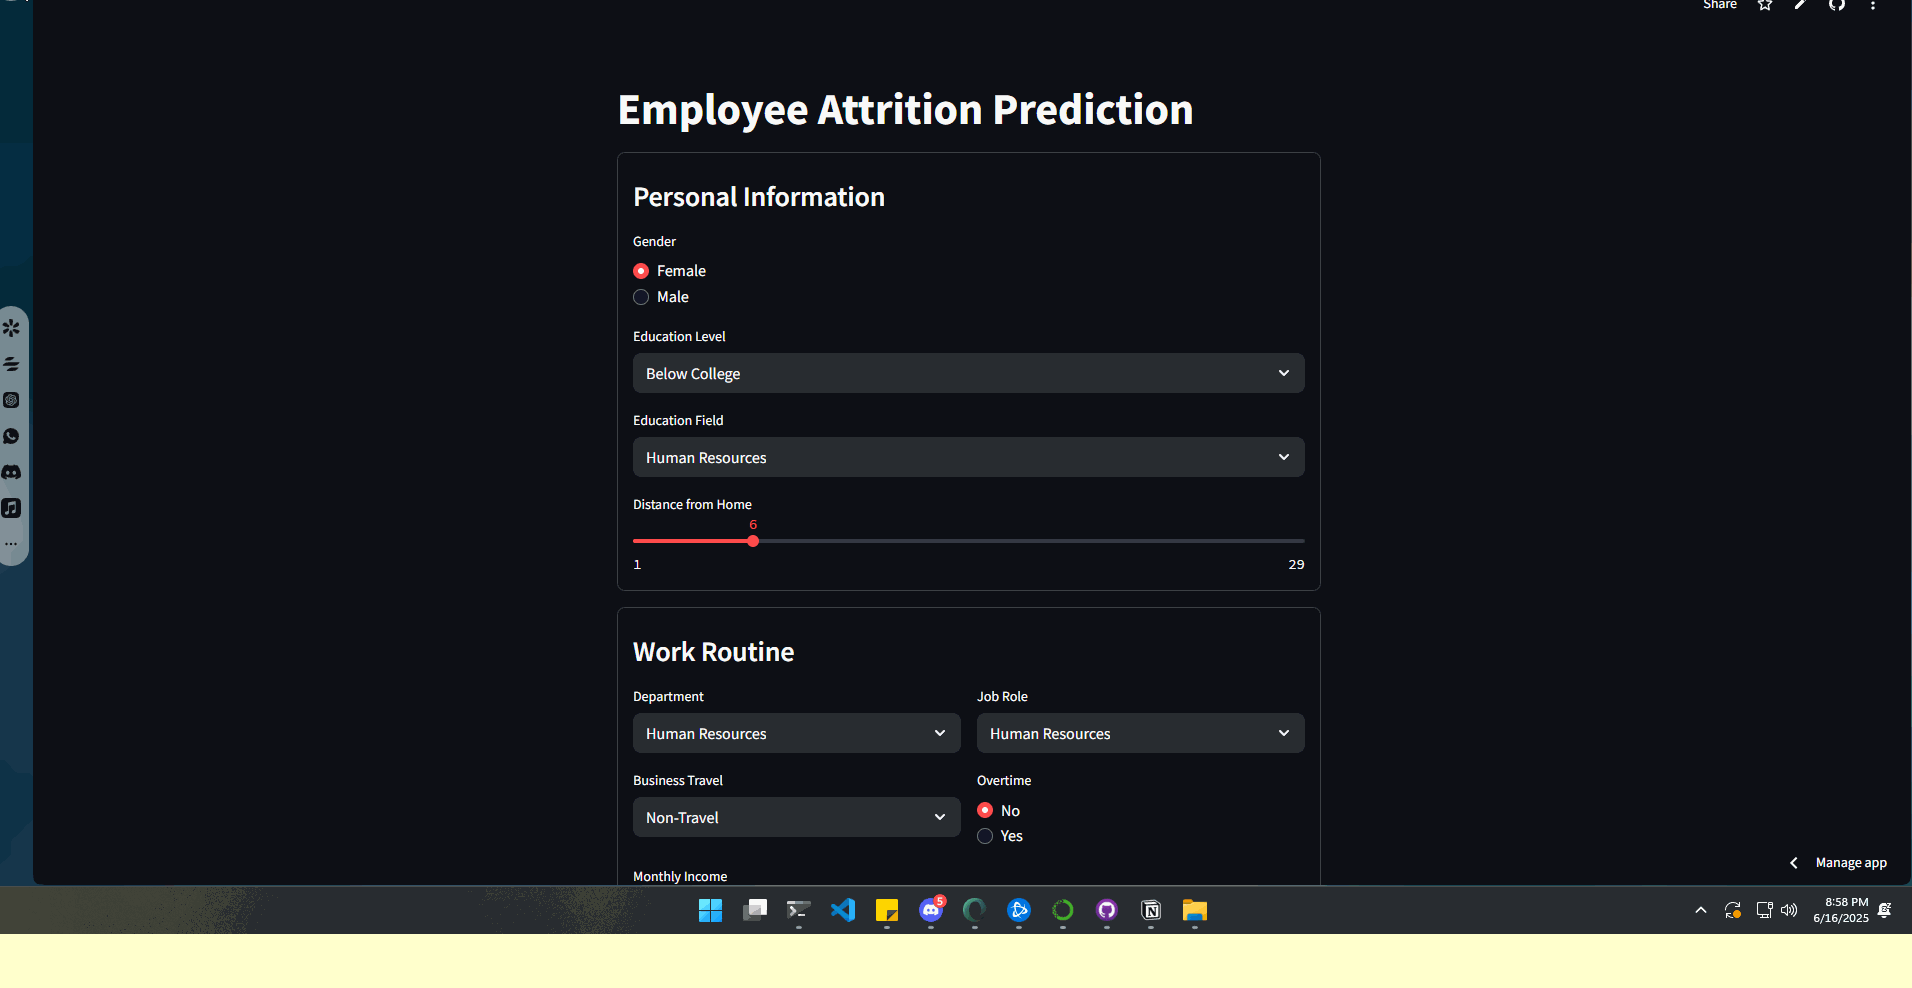 Share
Employee Attrition Prediction
Personal Information
Gender
Female
Male
Education Level
Below College
Education Field
Human Resources
Distance from Home
6
1 29
Work Routine
Department Job Role
Human Resources Human Resources
Business Travel Overtime
Non-Travel No
Yes
Monthly Income
Manage app
5
8:58 PM
6/16/2025